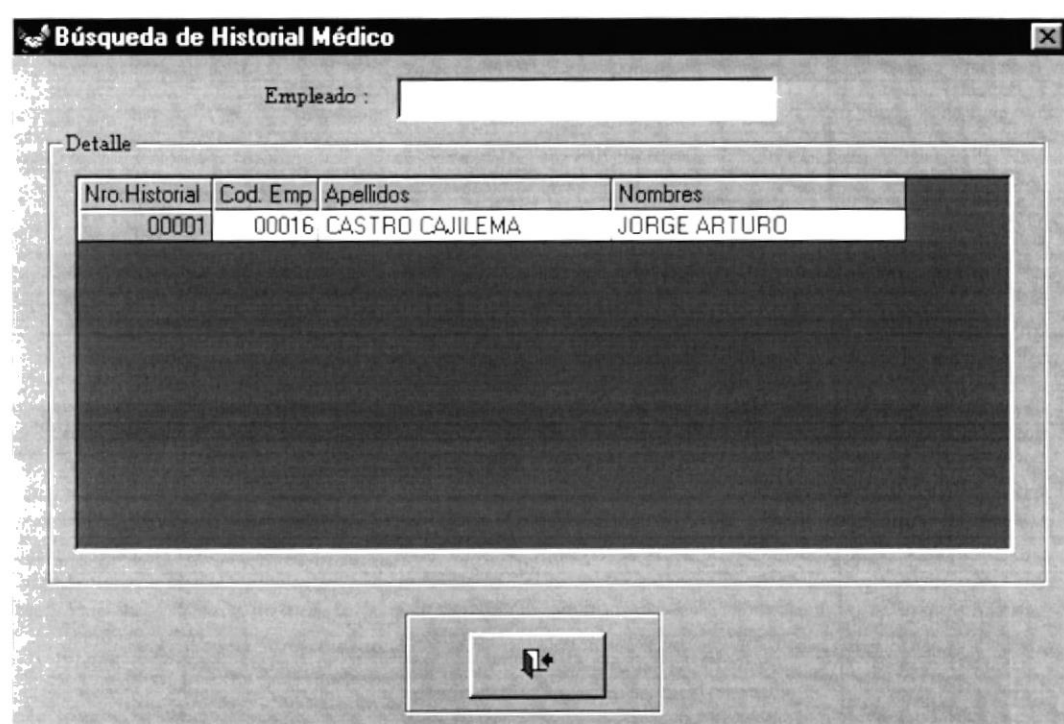 Búsqueda de Historial Médico
Empleado :
Detalle
Nro.Historial Cod. Emp Apellidos Nombres
00001 00016 CASTRO CAJILEMA JORGE ARTURO